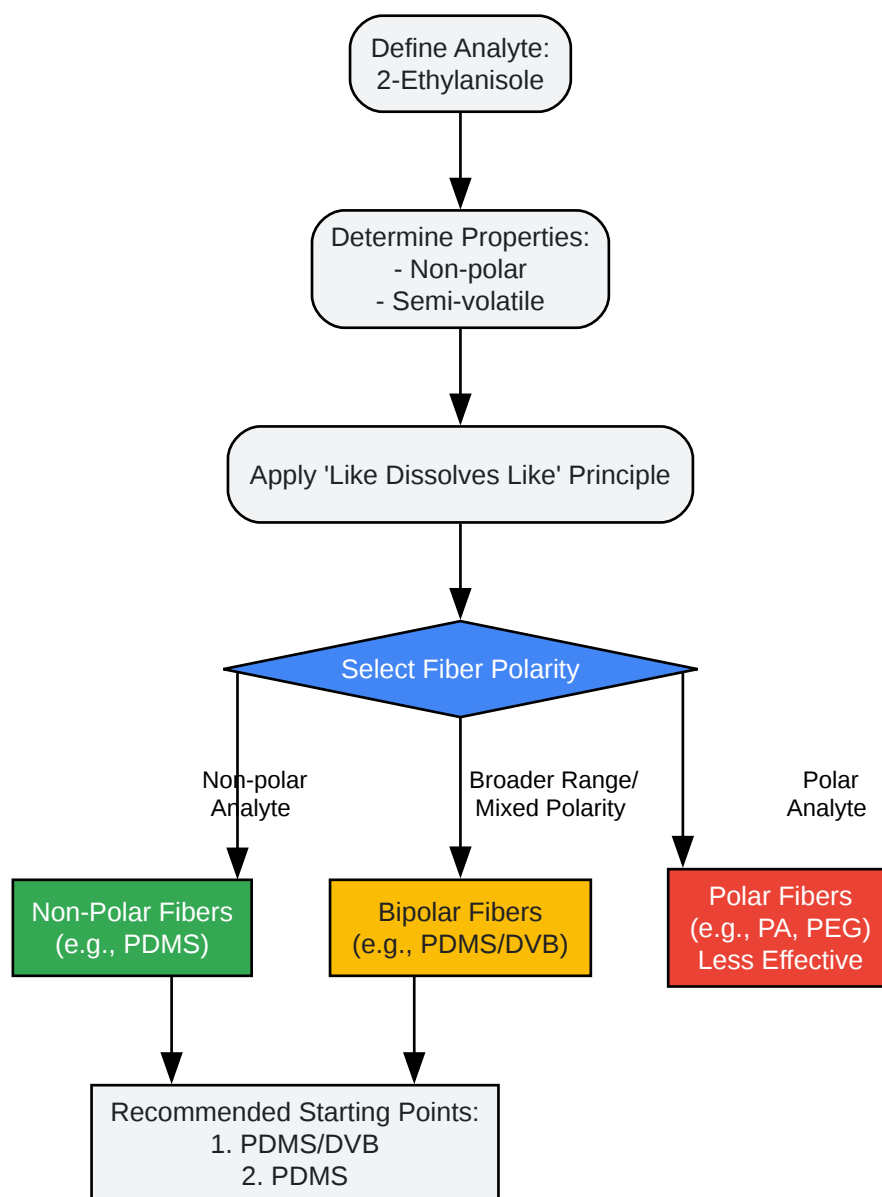 Define Analyte:
2-Ethylanisole
Determine Properties:
- Non-polar
- Semi-volatile
Apply 'Like Dissolves Like' Principle
Select Fiber Polarity
Non-polar
Analyte
Broader Range/
Mixed Polarity
Polar
Analyte
Non-Polar Fibers
(e.g., PDMS)
Bipolar Fibers
(e.g., PDMS/DVB)
Polar Fibers
(e.g., PA, PEG)
Less Effective
Recommended Starting Points:
1. PDMS/DVB
2. PDMS